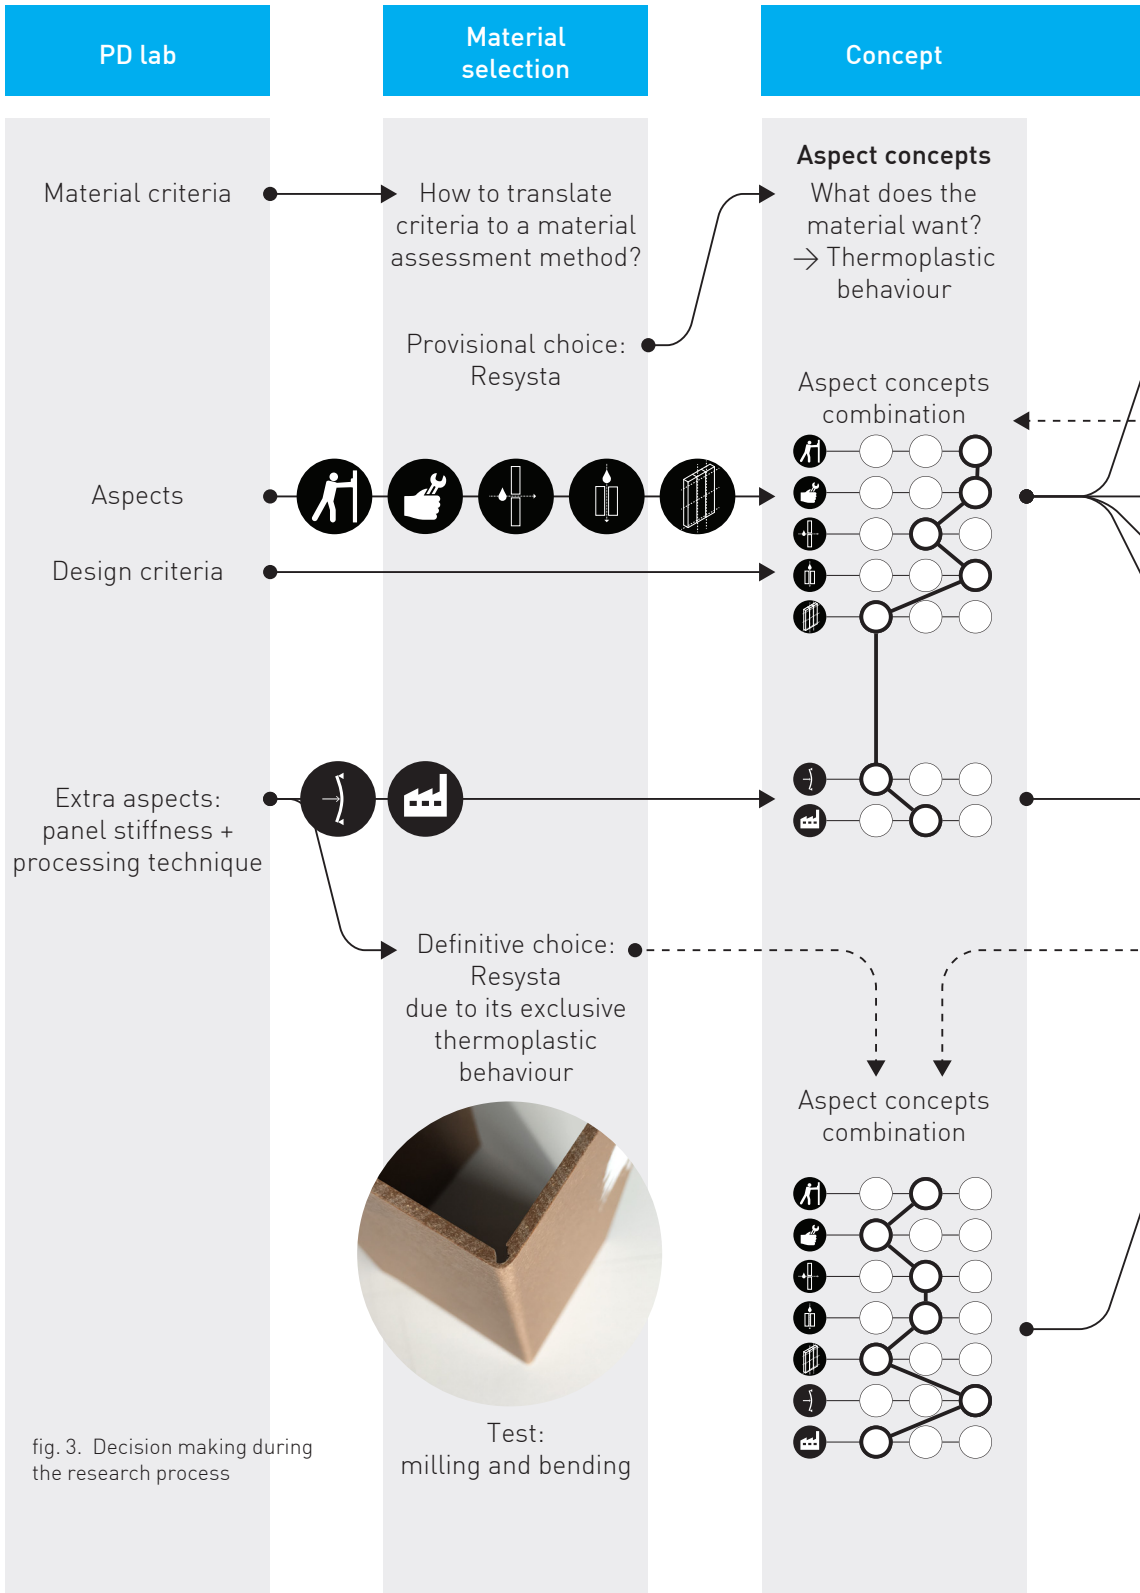 PD lab
Material
selection
Concept
Material criteria
How to translate
criteria to a material
assessment method?
Aspect concepts
What does the
material want?
→ Thermoplastic
behaviour
Provisional choice:
Resysta
Aspect concepts
combination
Aspects
Design criteria
Extra aspects:
panel stiffness +
processing technique
Definitive choice:
Resysta
due to its exclusive
thermoplastic
behaviour
Aspect concepts
combination
Test:
milling and bending
fig. 3. Decision making during
the research process